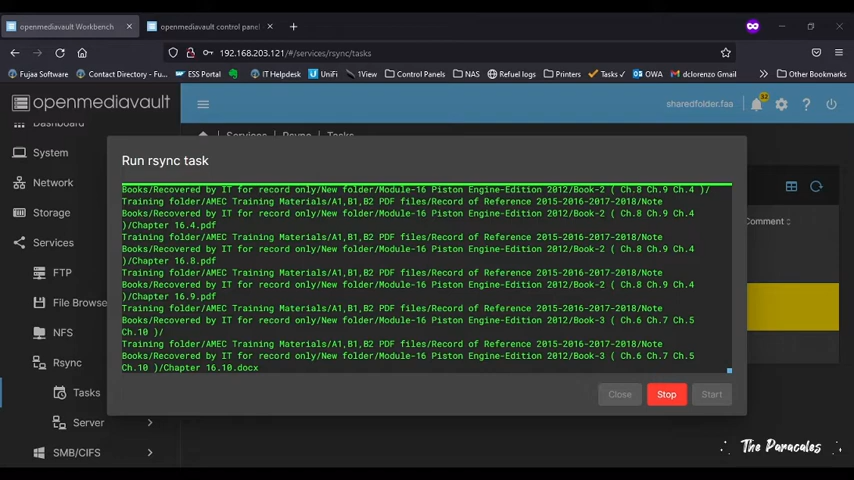 openmediavault Workbench
openmediavault control panel
192.168.203.121/#/services/rsync/tasks
Fujaa Software
Contact Directory - Fuj
ESS Portal
IT Helpdesk
UniFi
1View
Control Panels
NAS
Refuel logs
Printers
Tasks ✓
OWA
dclorenzo Gmail
Other Bookmarks
openmediavault
sharedfolder.faa
32
Dashboard
Services
Rsync
Tasks
System
Network
Storage
Services
FTP
File Browse
NFS
Rsync
Tasks
Server
SMB/CIFS
Comment
Run rsync task
Books/Recovered by IT for record only/New folder/Module-16 Piston Engine-Edition 2012/Book-2 ( Ch.8 Ch.9 Ch.4 )/
Training folder/AMEC Training Materials/A1,B1,B2 PDF files/Record of Reference 2015-2016-2017-2018/Note
Books/Recovered by IT for record only/New folder/Module-16 Piston Engine-Edition 2012/Book-2 ( Ch.8 Ch.9 Ch.4
)/Chapter 16.4.pdf
Training folder/AMEC Training Materials/A1,B1,B2 PDF files/Record of Reference 2015-2016-2017-2018/Note
Books/Recovered by IT for record only/New folder/Module-16 Piston Engine-Edition 2012/Book-2 ( Ch.8 Ch.9 Ch.4
)/Chapter 16.8.pdf
Training folder/AMEC Training Materials/A1,B1,B2 PDF files/Record of Reference 2015-2016-2017-2018/Note
Books/Recovered by IT for record only/New folder/Module-16 Piston Engine-Edition 2012/Book-2 ( Ch.8 Ch.9 Ch.4
)/Chapter 16.9.pdf
Training folder/AMEC Training Materials/A1,B1,B2 PDF files/Record of Reference 2015-2016-2017-2018/Note
Books/Recovered by IT for record only/New folder/Module-16 Piston Engine-Edition 2012/Book-3 ( Ch.6 Ch.7 Ch.5
Ch.10 )/
Training folder/AMEC Training Materials/A1,B1,B2 PDF files/Record of Reference 2015-2016-2017-2018/Note
Books/Recovered by IT for record only/New folder/Module-16 Piston Engine-Edition 2012/Book-3 ( Ch.6 Ch.7 Ch.5
Ch.10 )/Chapter 16.10.docx
Close
Stop
Start
The Paracales